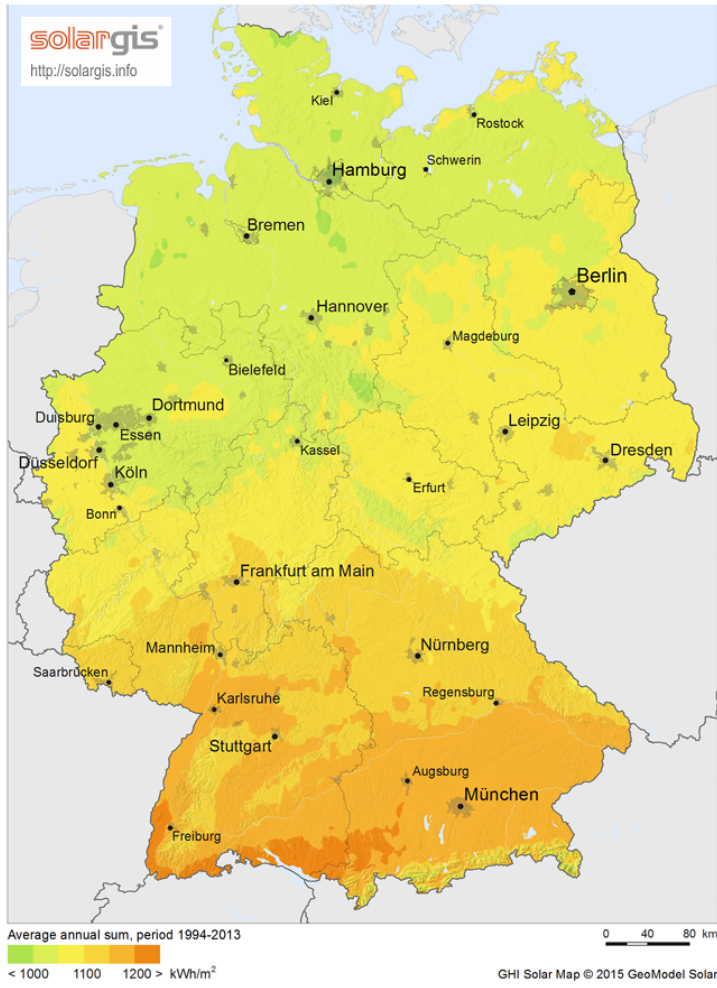 solargis
http://solargis.info
Kiel
Rostock
Schwerin
Hamburg
Bremen
Berlin
Hannover
Magdeburg
Bielefeld
Dortmund
Duisburg
Essen
Leipzig
Kassel
Düsseldorf
Dresden
Köln
Erfurt
Bonn
Frankfurt am Main
Mannheim
Nürnberg
Saarbrücken
Karlsruhe
Regensburg
Stuttgart
Augsburg
München
Freiburg
Average annual sum, period 1994-2013
0 40 80 km
< 1000 1100 1200 > kWh/m²
GHI Solar Map © 2015 GeoModel Solar